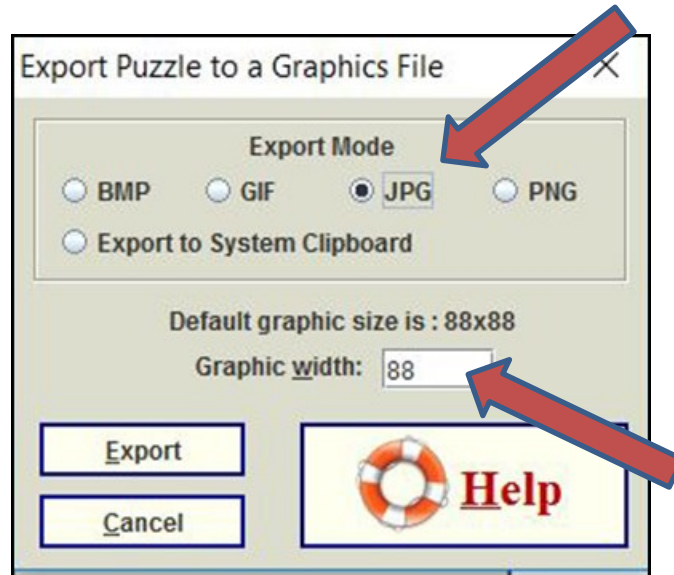 Export Puzzle to a Graphics File
Export Mode
BMP GIF JPG PNG
Export to System Clipboard
Default graphic size is : 88x88
Graphic width: 88
Export
Help
Cancel